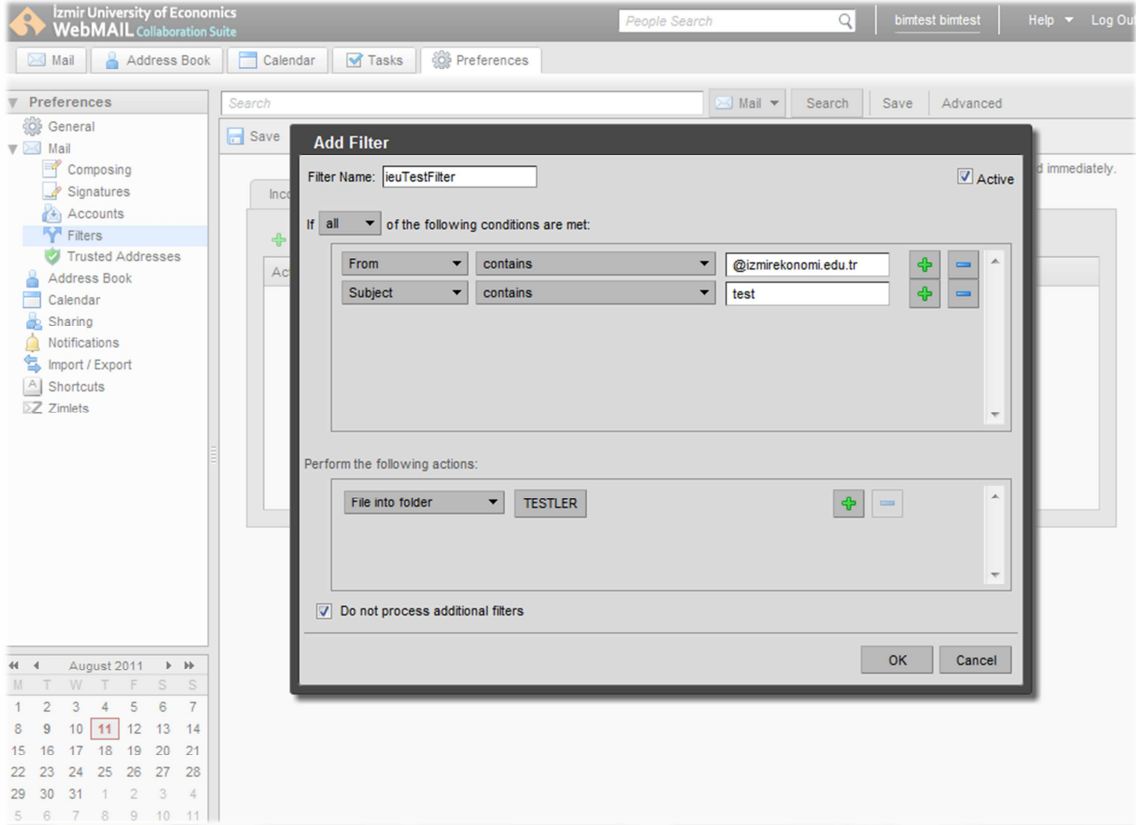 İzmir University of Economics
WebMAIL Collaboration Suite
People Search
bimtest bimtest
Help
Log Out
Mail
Address Book
Calendar
Tasks
Preferences
Preferences
General
Mail
Composing
Signatures
Accounts
Filters
Trusted Addresses
Address Book
Calendar
Sharing
Notifications
Import / Export
Shortcuts
Zimlets
Search
Mail
Search
Save
Advanced
Save
d immediately.
Inco
Ac
Add Filter
Filter Name: ieuTestFilter
Active
If all of the following conditions are met:
From contains @izmirekonomi.edu.tr
Subject contains test
Perform the following actions:
File into folder TESTLER
Do not process additional filters
OK Cancel
August 2011
M T W T F S S
1 2 3 4 5 6 7
8 9 10 11 12 13 14
15 16 17 18 19 20 21
22 23 24 25 26 27 28
29 30 31 1 2 3 4
5 6 7 8 9 10 11